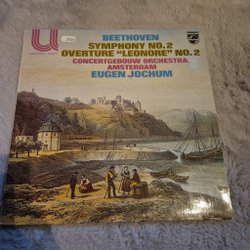 U
BEETHOVEN
SYMPHONY NO.2
OVERTURE "LEONORE" NO.2
CONCERTGEBOUW ORCHESTRA,
AMSTERDAM
EUGEN JOCHUM